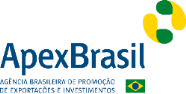 ApexBrasil
AGÊNCIA BRASILEIRA DE PROMOÇÃO
DE EXPORTAÇÕES E INVESTIMENTOS